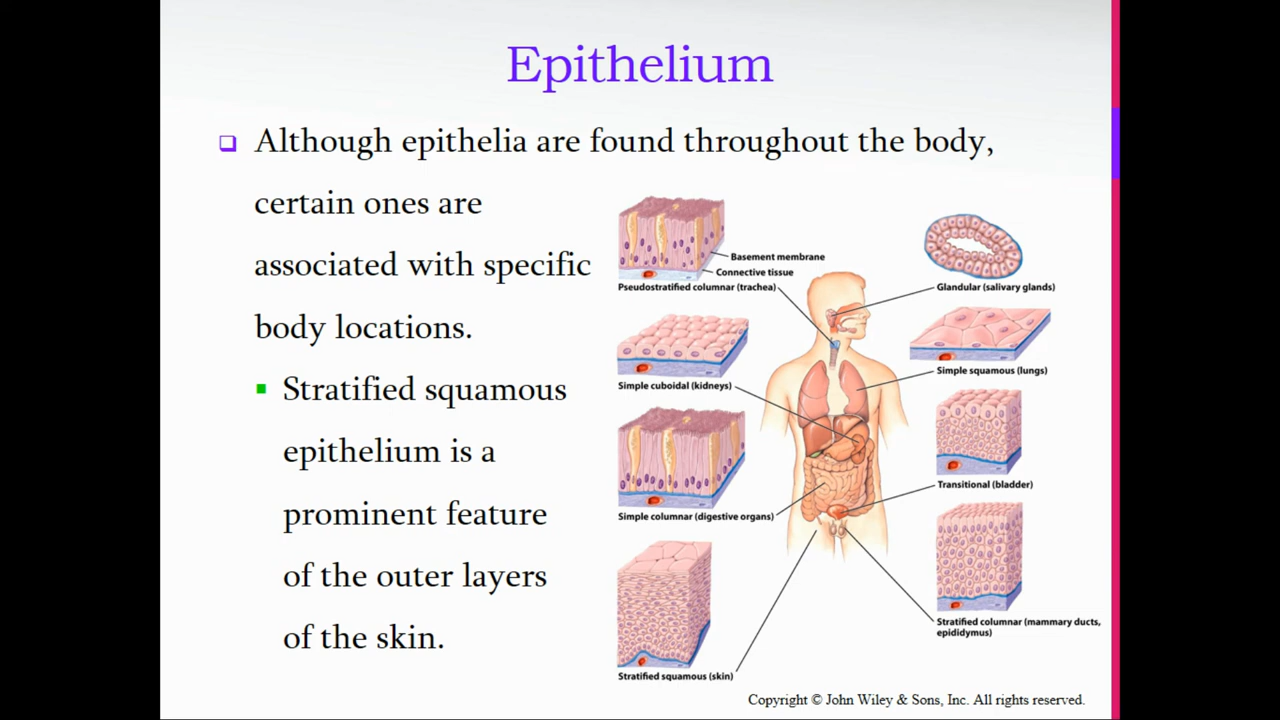 Epithelium
Although epithelia are found throughout the body,
certain ones are
associated with specific
body locations.
Stratified squamous
epithelium is a
prominent feature
of the outer layers
of the skin.
Basement membrane
Connective tissue
Pseudostratified columnar (trachea)
Simple cuboidal (kidneys)
Simple columnar (digestive organs)
Stratified squamous (skin)
Glandular (salivary glands)
Simple squamous (lungs)
Transitional (bladder)
Stratified columnar (mammary ducts,
epididymus)
Copyright © John Wiley & Sons, Inc. All rights reserved.